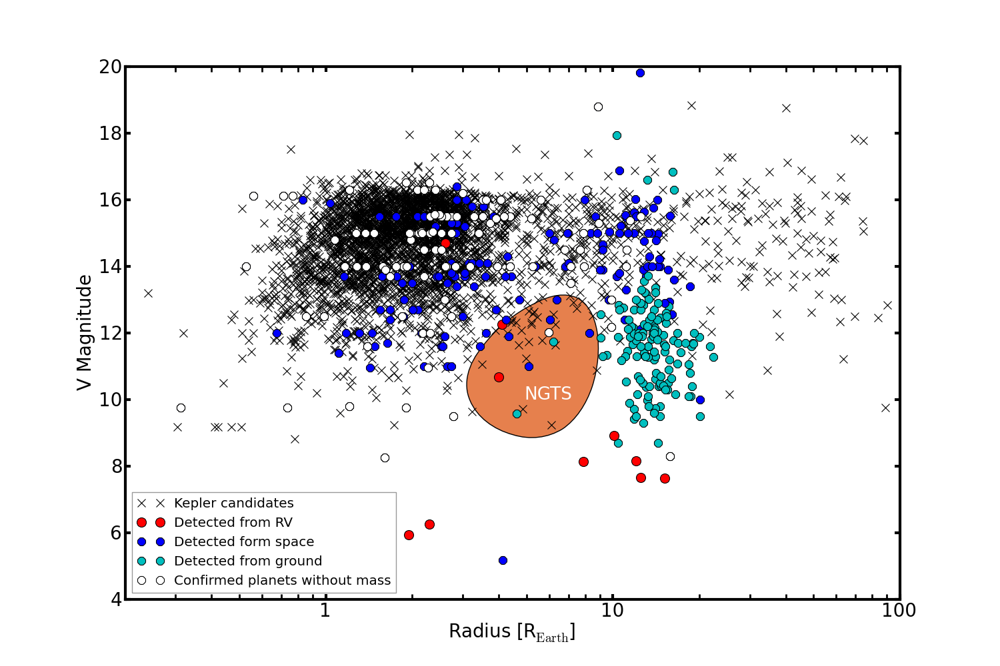 20
18
16
14
12
10
8
6
4
V Magnitude
NGTS
Kepler candidates
Detected from RV
Detected form space
Detected from ground
Confirmed planets without mass
1
10
100
Radius [R_Earth]